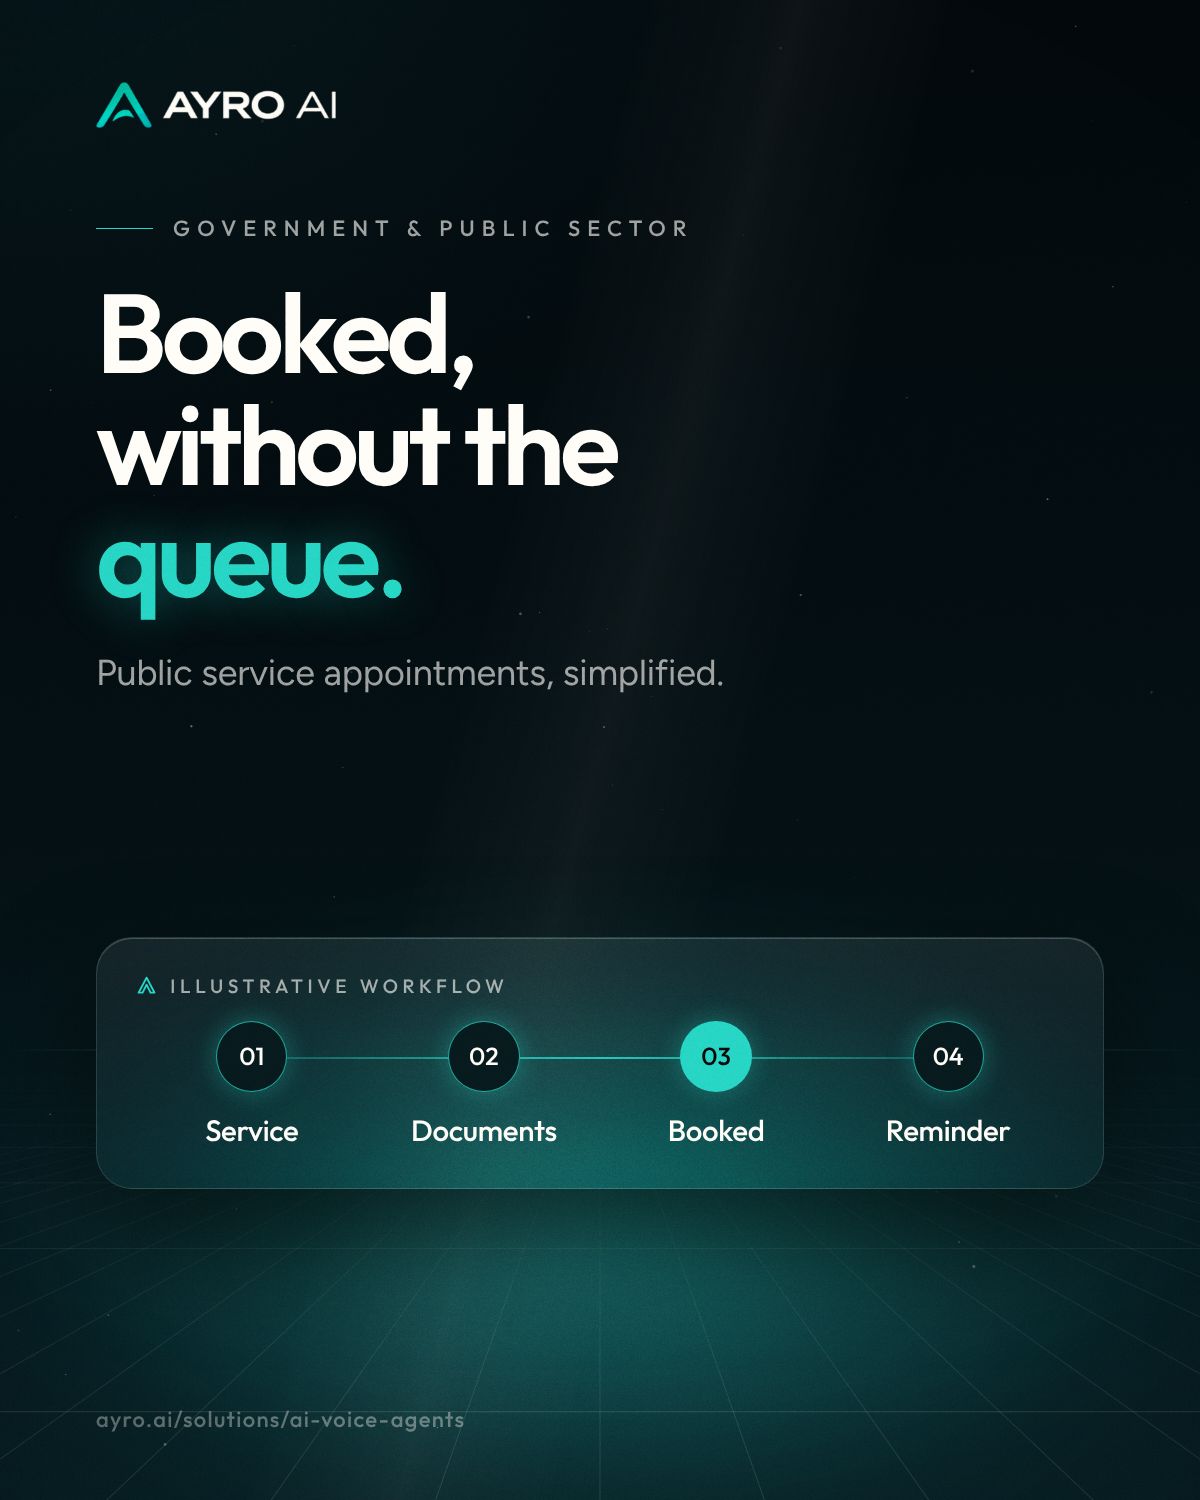 AYRO AI
GOVERNMENT & PUBLIC SECTOR
Booked,
without the
queue.
Public service appointments, simplified.
ILLUSTRATIVE WORKFLOW
01 02 03 04
Service Documents Booked Reminder
ayro.ai/solutions/ai-voice-agents